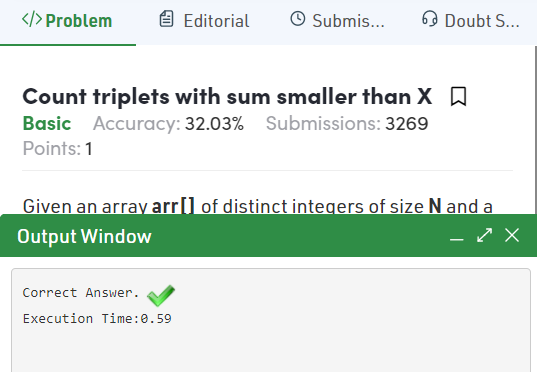 </> Problem Editorial Submis... Doubt S...
Count triplets with sum smaller than X
Basic Accuracy: 32.03% Submissions: 3269
Points: 1
Given an array arr[] of distinct integers of size N and a
Output Window
Correct Answer.
Execution Time:0.59